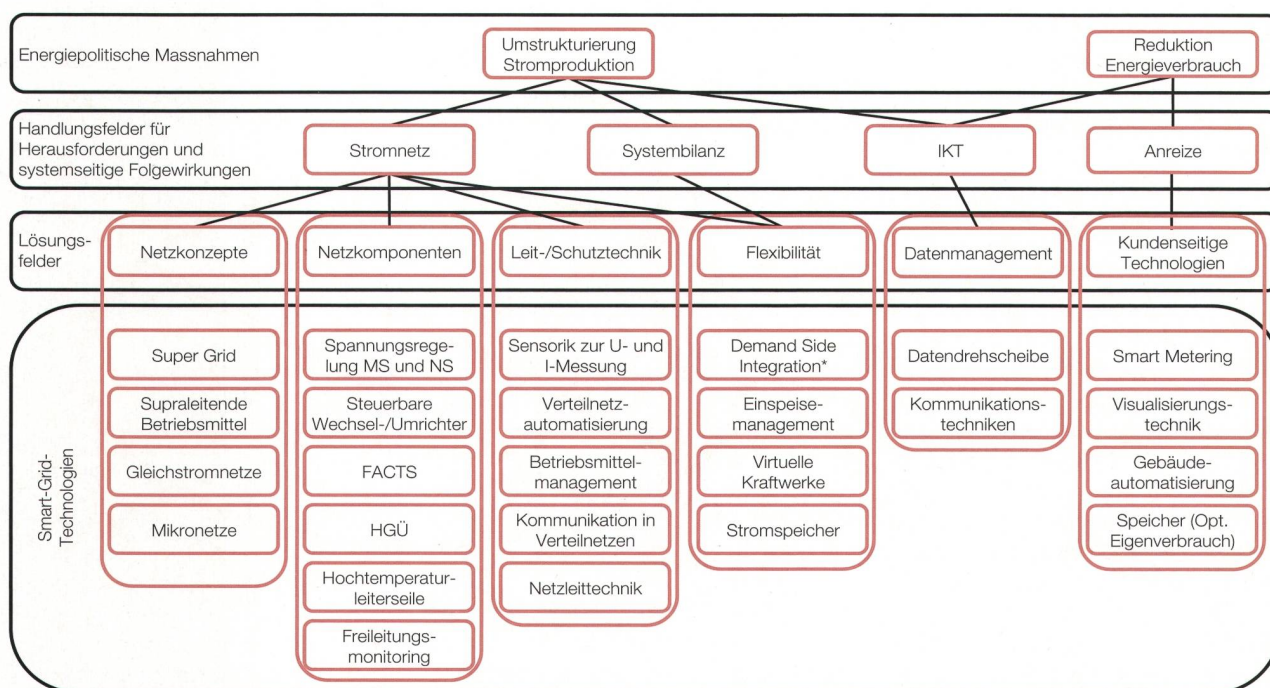 Energiepolitische Massnahmen
Umstrukturierung
Stromproduktion
Reduktion
Energieverbrauch
Handlungsfelder für
Herausforderungen und
systemseitige Folgewirkungen
Stromnetz
Systembilanz
IKT
Anreize
Lösungs-
felder
Netzkonzepte
Netzkomponenten
Leit-/Schutztechnik
Flexibilität
Datenmanagement
Kundenseitige
Technologien
Smart-Grid-
Technologien
Super Grid
Supraleitende
Betriebsmittel
Gleichstromnetze
Mikronetze
Spannungsrege-
lung MS und NS
Steuerbare
Wechsel-/Umrichter
FACTS
HGÜ
Hochtemperatur-
leiterseile
Freileitungs-
monitoring
Sensorik zur U- und
I-Messung
Verteilnetz-
automatisierung
Betriebsmittel-
management
Kommunikation in
Verteilnetzen
Netzleittechnik
Demand Side
Integration*
Einspeise-
management
Virtuelle
Kraftwerke
Stromspeicher
Datendrehscheibe
Kommunikations-
techniken
Smart Metering
Visualisierungs-
technik
Gebäude-
automatisierung
Speicher (Opt.
Eigenverbrauch)